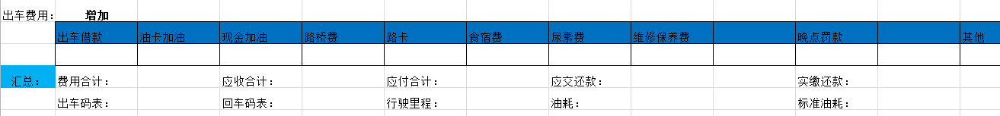 出车费用： 增加
出车借款 油卡加油 现金加油 路桥费 路卡 食宿费 尿素费 维修保养费 晚点罚款 其他
汇总： 费用合计： 应收合计： 应付合计： 应交还款： 实缴还款：
出车码表： 回车码表： 行驶里程： 油耗： 标准油耗：